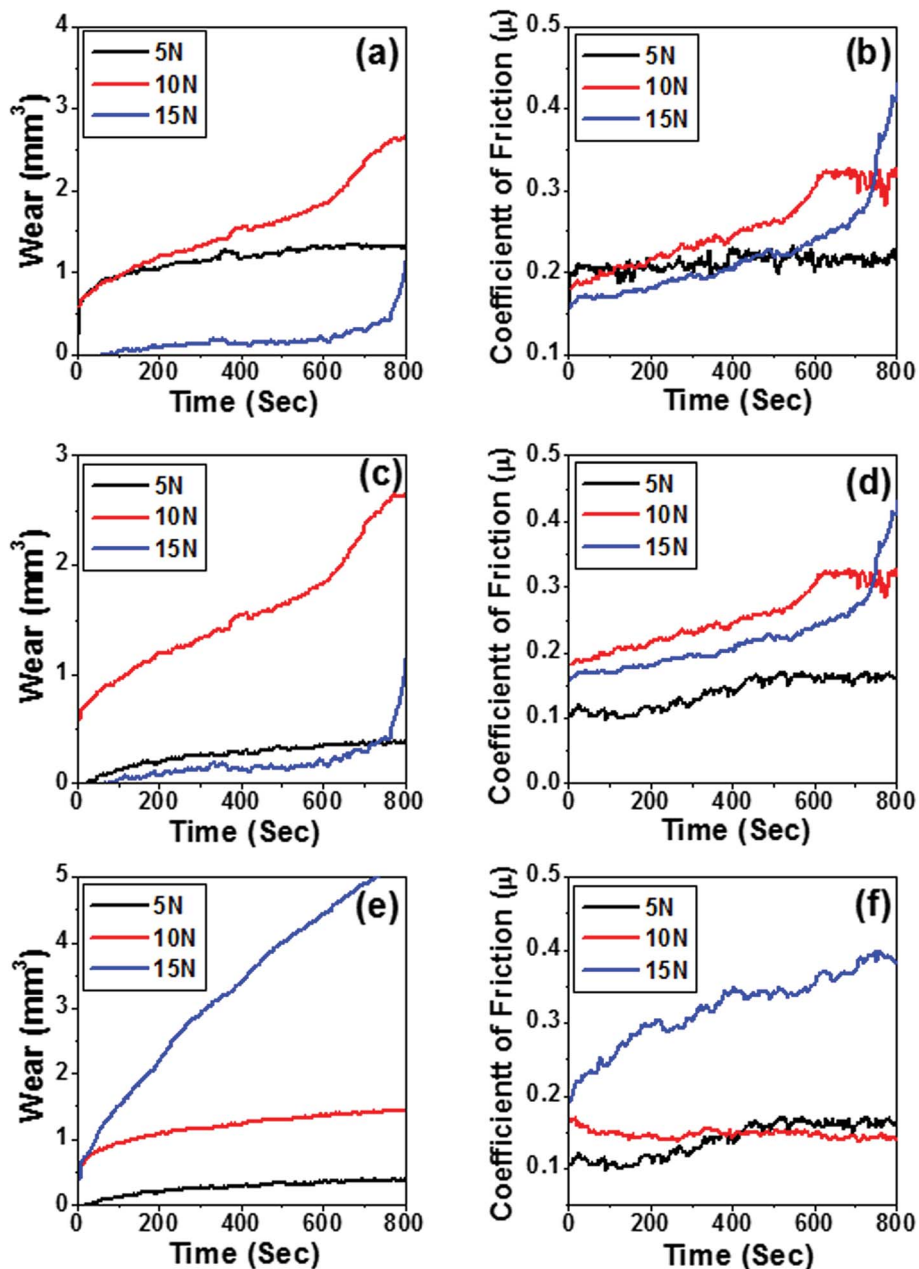 (a)
5N
10N
15N
Wear (mm³)
4
3
2
1
0
0 200 400 600 800
Time (Sec)
(b)
5N
10N
15N
Coefficientt of Friction (μ)
0.5
0.4
0.3
0.2
0.1
0 200 400 600 800
Time (Sec)
(c)
5N
10N
15N
Wear (mm³)
3
2
1
0
0 200 400 600 800
Time (Sec)
(d)
5N
10N
15N
Coefficientt of Friction (μ)
0.5
0.4
0.3
0.2
0.1
0.0
0 200 400 600 800
Time (Sec)
(e)
5N
10N
15N
Wear (mm³)
5
4
3
2
1
0
0 200 400 600 800
Time (Sec)
(f)
5N
10N
15N
Coefficientt of Friction (μ)
0.5
0.4
0.3
0.2
0.1
0 200 400 600 800
Time (Sec)